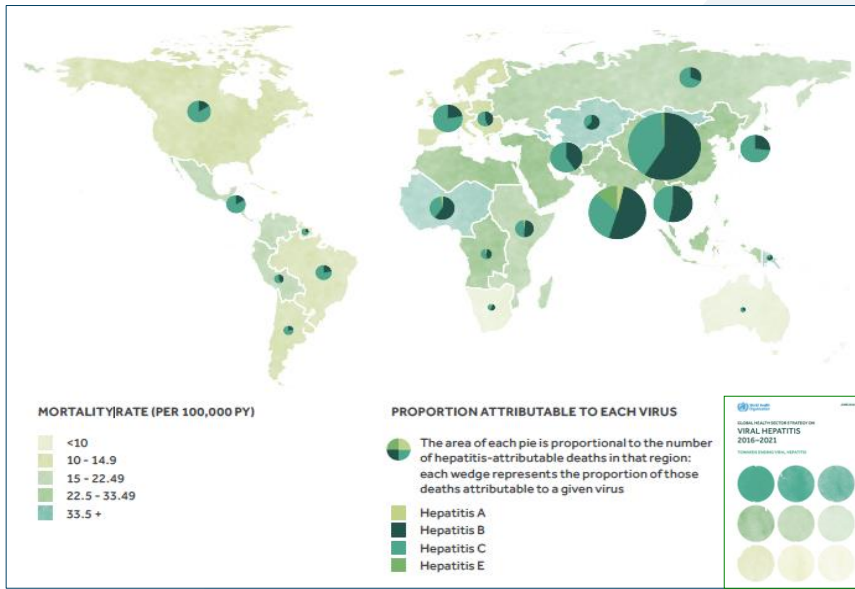 MORTALITY RATE (PER 100,000 PY)
<10
10 - 14.9
15 - 22.49
22.5 - 33.49
33.5 +
PROPORTION ATTRIBUTABLE TO EACH VIRUS
The area of each pie is proportional to the number
of hepatitis-attributable deaths in that region:
each wedge represents the proportion of those
deaths attributable to a given virus
Hepatitis A
Hepatitis B
Hepatitis C
Hepatitis E
World Health
Organization
GLOBAL HEALTH SECTOR STRATEGY ON
VIRAL HEPATITIS
2016–2021
TOWARDS ENDING VIRAL HEPATITIS